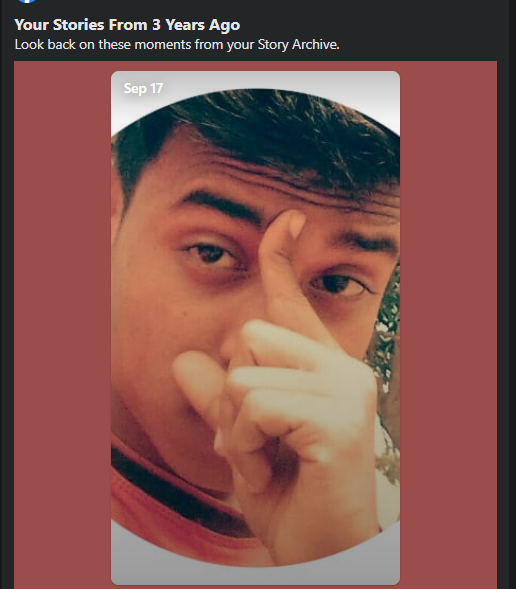 Your Stories From 3 Years Ago
Look back on these moments from your Story Archive.
Sep 17